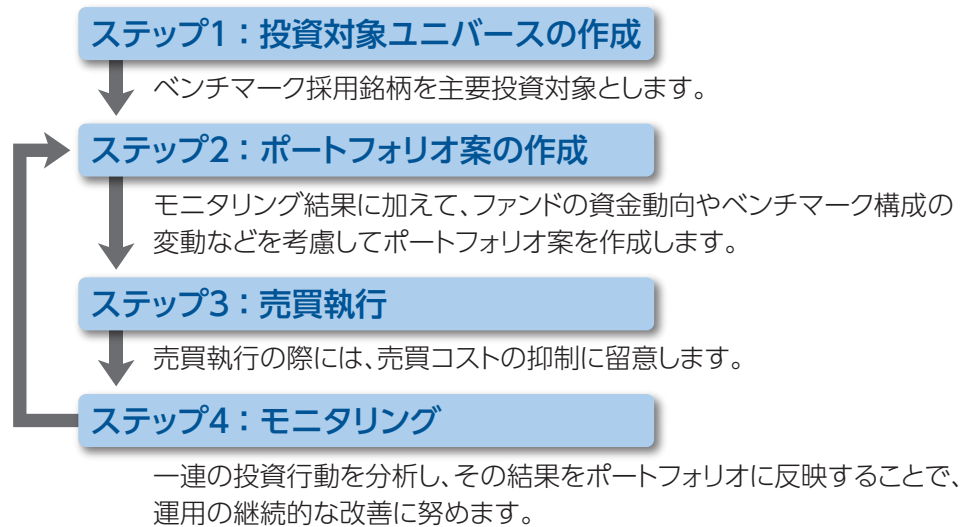 ステップ1：投資対象ユニバースの作成
ベンチマーク採用銘柄を主要投資対象とします。
ステップ2：ポートフォリオ案の作成
モニタリング結果に加えて、ファンドの資金動向やベンチマーク構成の
変動などを考慮してポートフォリオ案を作成します。
ステップ3：売買執行
売買執行の際には、売買コストの抑制に留意します。
ステップ4：モニタリング
一連の投資行動を分析し、その結果をポートフォリオに反映することで、
運用の継続的な改善に努めます。